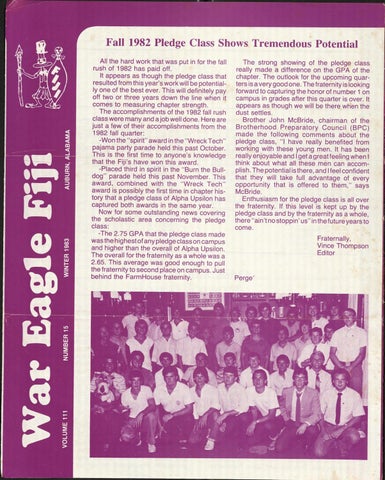 War Eagle Fiji
AUBURN, ALABAMA
WINTER 1983
NUMBER 15
VOLUME 111
Fall 1982 Pledge Class Shows Tremendous Potential
All the hard work that was put in for the fall
rush of 1982 has paid off.
It appears as though the pledge class that
resulted from this year's work will be potential-
ly one of the best ever. This will definitely pay
off two or three years down the line when it
comes to measuring chapter strength.
The accomplishments of the 1982 fall rush
class were many and a job well done. Here are
just a few of their accomplishments from the
1982 fall quarter:
-Won the "spirit" award in the "Wreck Tech"
pajama party parade held this past October.
This is the first time to anyone's knowledge
that the Fiji's have won this award.
-Placed third in spirit in the "Burn the Bull-
dog" parade held this past November. This
award, combined with the "Wreck Tech"
award is possibly the first time in chapter his-
tory that a pledge class of Alpha Upsilon has
captured both awards in the same year.
Now for some outstanding news covering
the scholastic area concerning the pledge
class:
-The 2.75 GPA that the pledge class made
was the highest of any pledge class on campus
and higher than the overall of Alpha Upsilon.
The overall for the fraternity as a whole was a
2.65. This average was good enough to pull
the fraternity to second place on campus. Just
behind the FarmHouse fraternity.
The strong showing of the pledge class
really made a difference on the GPA of the
chapter. The outlook for the upcoming quar-
ters is a very good one. The fraternity is looking
forward to capturing the honor of number 1 on
campus in grades after this quarter is over. It
appears as though we will be there when the
dust settles.
Brother John McBride, chairman of the
Brotherhood Preparatory Council (BPC)
made the following comments about the
pledge class, "I have really benefited from
working with these young men. It has been
really enjoyable and I get a great feeling when I
think about what all these men can accom-
plish. The potential is there, and I feel confident
that they will take full advantage of every
opportunity that is offered to them," says
McBride.
Enthusiasm for the pledge class is all over
the fraternity. If this level is kept up by the
pledge class and by the fraternity as a whole,
there "ain't no stoppin' us" in the future years to
come.
Fraternally,
Vince Thompson
Editor
Perge'